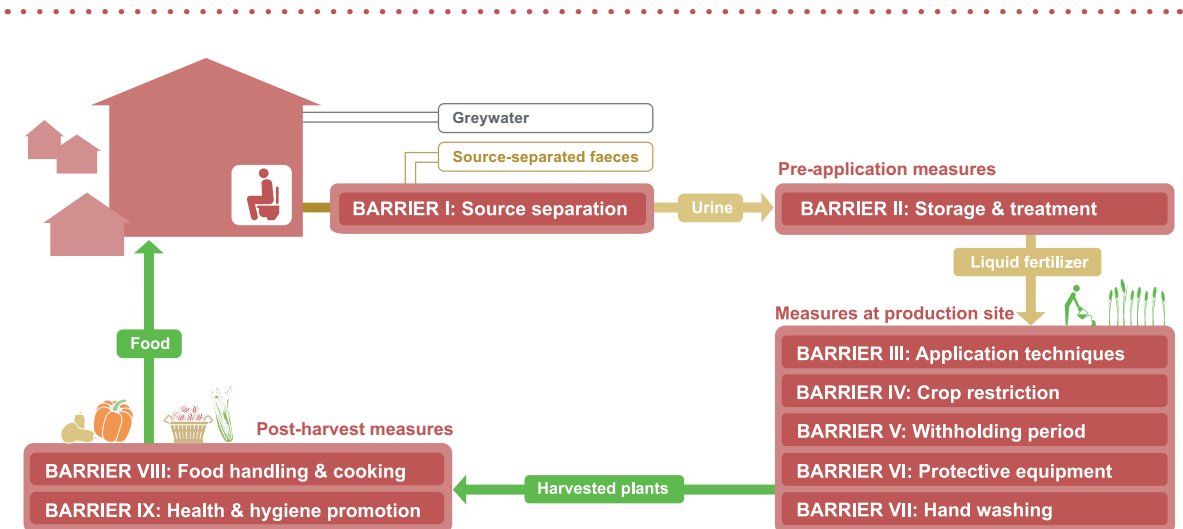 Greywater
Source-separated faeces
BARRIER I: Source separation
Urine
Pre-application measures
BARRIER II: Storage & treatment
Liquid fertilizer
Measures at production site
BARRIER III: Application techniques
BARRIER IV: Crop restriction
BARRIER V: Withholding period
BARRIER VI: Protective equipment
BARRIER VII: Hand washing
Harvested plants
Post-harvest measures
BARRIER VIII: Food handling & cooking
BARRIER IX: Health & hygiene promotion
Food